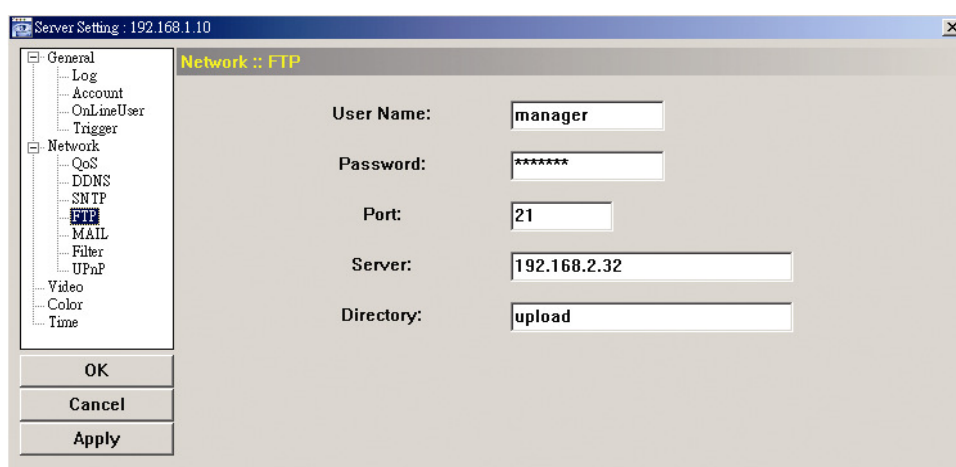 Server Setting : 192.168.1.10
General
Log
Account
OnLineUser
Trigger
Network
QoS
DDNS
SNTP
FTP
MAIL
Filter
UPnP
Video
Color
Time
OK
Cancel
Apply
Network :: FTP
User Name: manager
Password: *******
Port: 21
Server: 192.168.2.32
Directory: upload